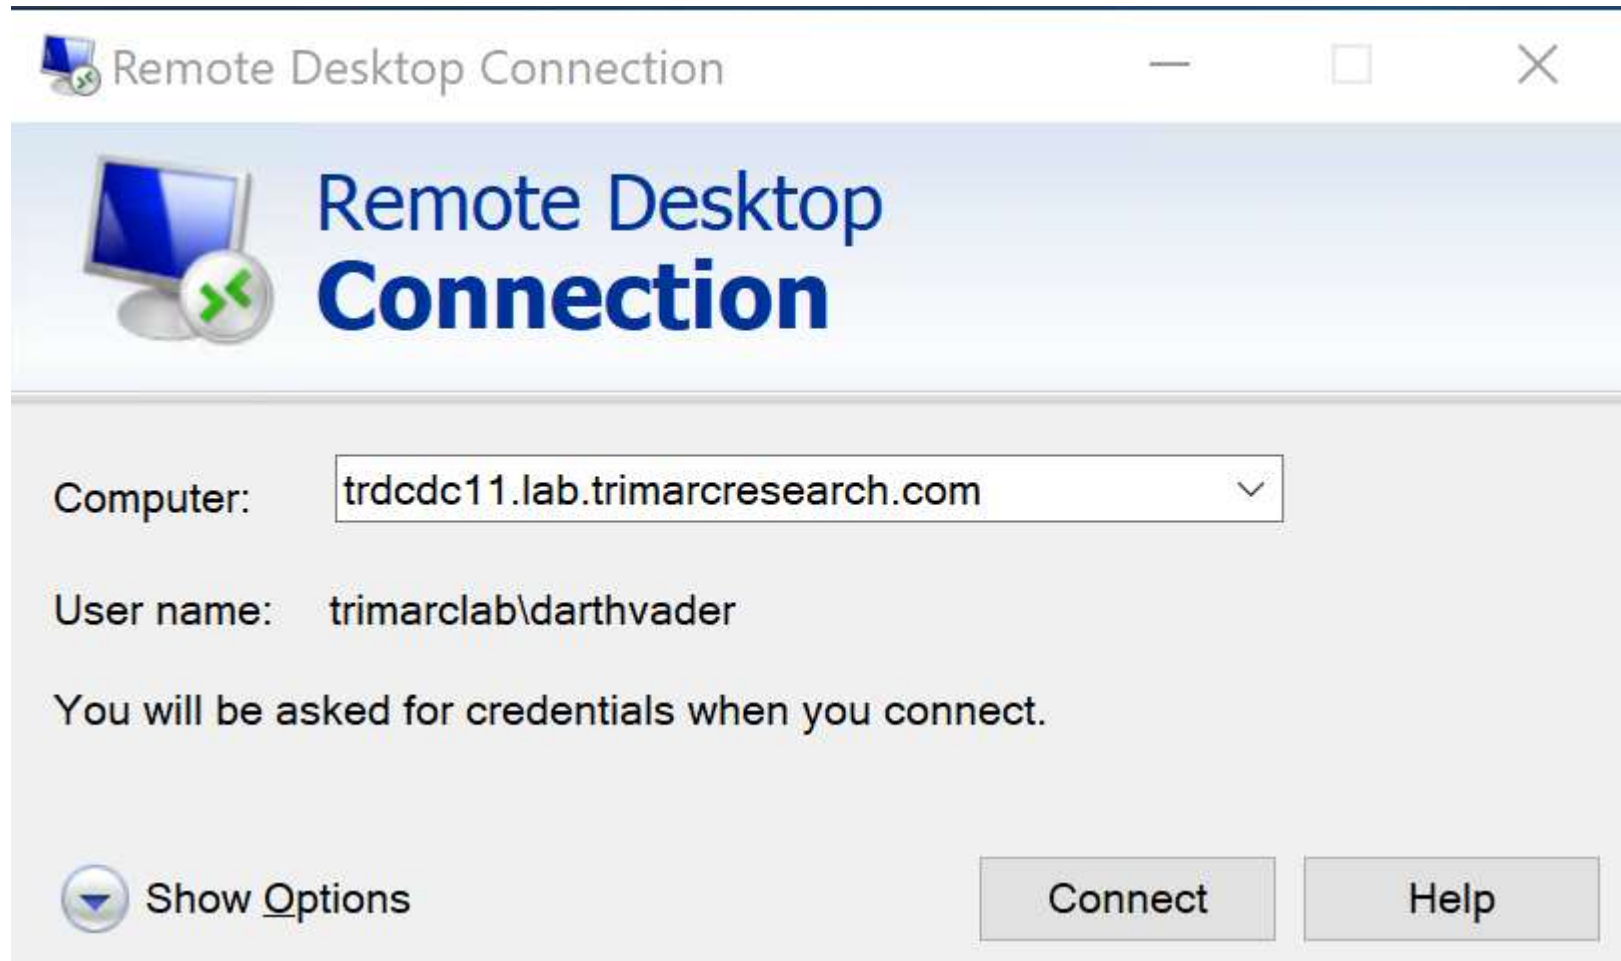 Remote Desktop Connection
Remote Desktop
Connection
Computer: trdcdc11.lab.trimarcresearch.com
User name: trimarclab\darthvader
You will be asked for credentials when you connect.
Show Options Connect Help